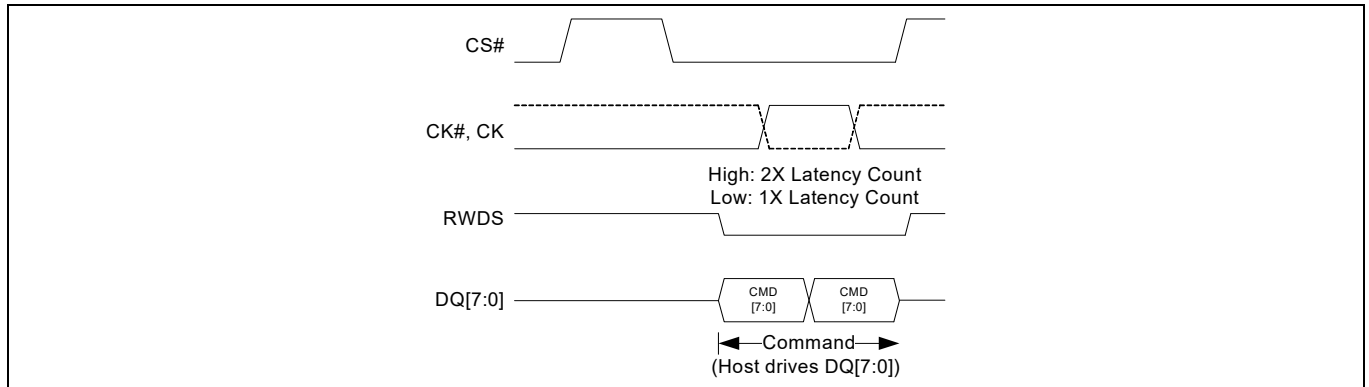 CS#
CK#, CK
High: 2X Latency Count
Low: 1X Latency Count
RWDS
DQ[7:0]
CMD
[7:0]
CMD
[7:0]
Command
(Host drives DQ[7:0])